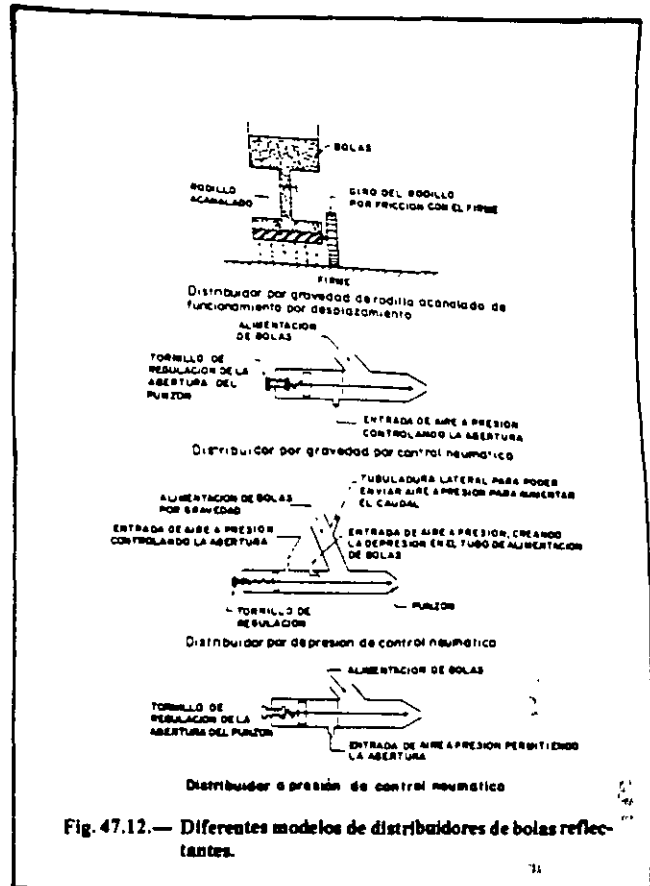 BOLAS
RODILLO
ACANALADO
GIRO DEL RODILLO
POR FRICCION CON EL FIRME
FIRME
Distribuidor por gravedad de rodillo acanalado de
funcionamiento por desplazamiento
ALIMENTACION
DE BOLAS
TORNILLO DE
REGULACION DE LA
ABERTURA DEL
PUNZON
ENTRADA DE AIRE A PRESION
CONTROLANDO LA ABERTURA
Distribuidor por gravedad por control neumático
TUBULADURA LATERAL PARA PODER
ENVIAR AIRE A PRESION PARA AUMENTAR
EL CAUDAL
ALIMENTACION DE BOLAS
POR GRAVEDAD
ENTRADA DE AIRE A PRESION
CONTROLANDO LA ABERTURA
ENTRADA DE AIRE A PRESION, CREANDO
LA DEPRESION EN EL TUBO DE ALIMENTACION
DE BOLAS
TORNILLO DE
REGULACION
PUNZON
Distribuidor por depresion de control neumático
ALIMENTACION DE BOLAS
TORNILLO DE
REGULACION DE LA
ABERTURA DEL PUNZON
ENTRADA DE AIRE A PRESION PERMITIENDO
LA ABERTURA
Distribuidor a presión de control neumatico
Fig. 47.12.— Diferentes modelos de distribuidores de bolas reflec-
tantes.